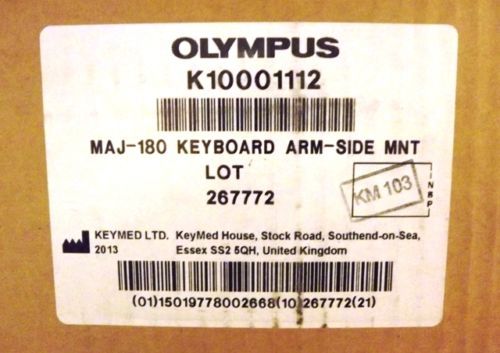 OLYMPUS
K10001112
MAJ-180 KEYBOARD ARM-SIDE MNT
LOT
267772
KM 103
INSP
KEYMED LTD. KeyMed House, Stock Road, Southend-on-Sea,
2013 Essex SS2 5QH, United Kingdom
(01)15019778002668(10)267772(21)